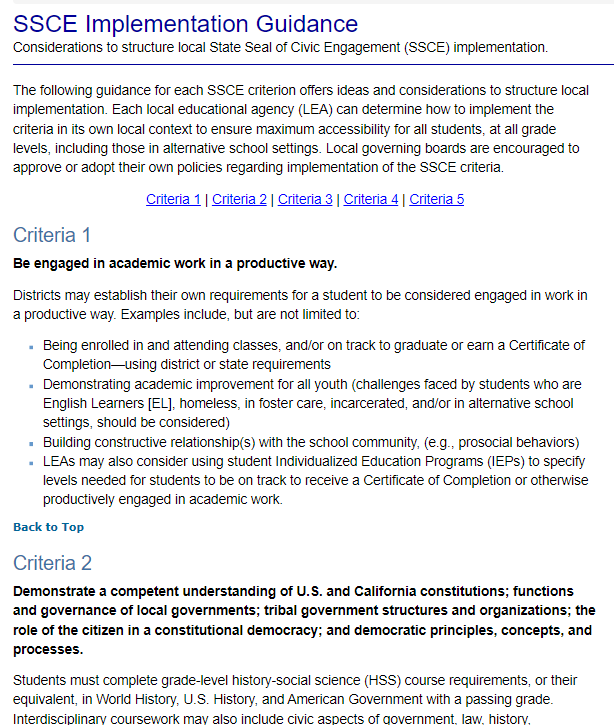 SSCE Implementation Guidance
Considerations to structure local State Seal of Civic Engagement (SSCE) implementation.
The following guidance for each SSCE criterion offers ideas and considerations to structure local
implementation. Each local educational agency (LEA) can determine how to implement the
criteria in its own local context to ensure maximum accessibility for all students, at all grade
levels, including those in alternative school settings. Local governing boards are encouraged to
approve or adopt their own policies regarding implementation of the SSCE criteria.
Criteria 1 | Criteria 2 | Criteria 3 | Criteria 4 | Criteria 5
Criteria 1
Be engaged in academic work in a productive way.
Districts may establish their own requirements for a student to be considered engaged in work in
a productive way. Examples include, but are not limited to:
Being enrolled in and attending classes, and/or on track to graduate or earn a Certificate of
Completion—using district or state requirements
Demonstrating academic improvement for all youth (challenges faced by students who are
English Learners [EL], homeless, in foster care, incarcerated, and/or in alternative school
settings, should be considered)
Building constructive relationship(s) with the school community, (e.g., prosocial behaviors)
LEAs may also consider using student Individualized Education Programs (IEPs) to specify
levels needed for students to be on track to receive a Certificate of Completion or otherwise
productively engaged in academic work.
Back to Top
Criteria 2
Demonstrate a competent understanding of U.S. and California constitutions; functions
and governance of local governments; tribal government structures and organizations; the
role of the citizen in a constitutional democracy; and democratic principles, concepts, and
processes.
Students must complete grade-level history-social science (HSS) course requirements, or their
equivalent, in World History, U.S. History, and American Government with a passing grade.
Interdisciplinary coursework may also include civic aspects of government, law, history,